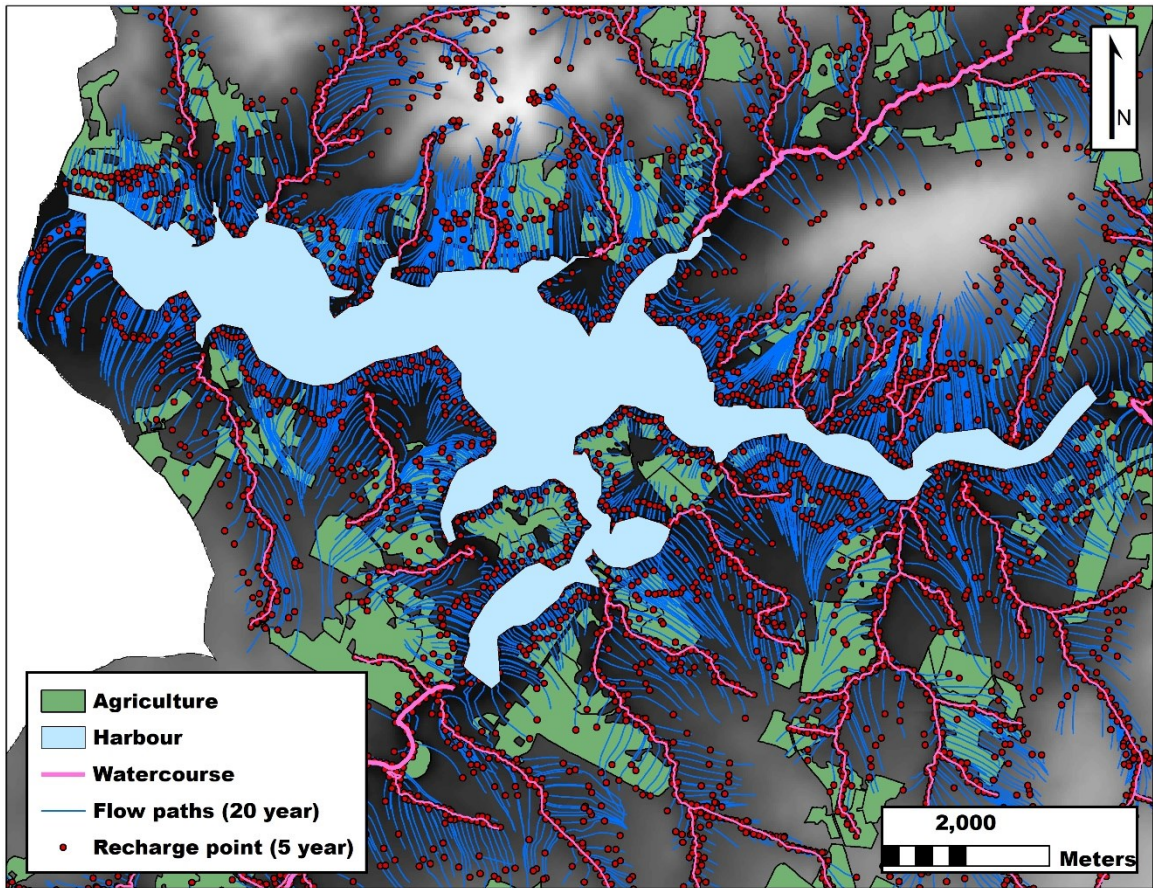 N
Agriculture
Harbour
Watercourse
Flow paths (20 year)
Recharge point (5 year)
2,000
Meters